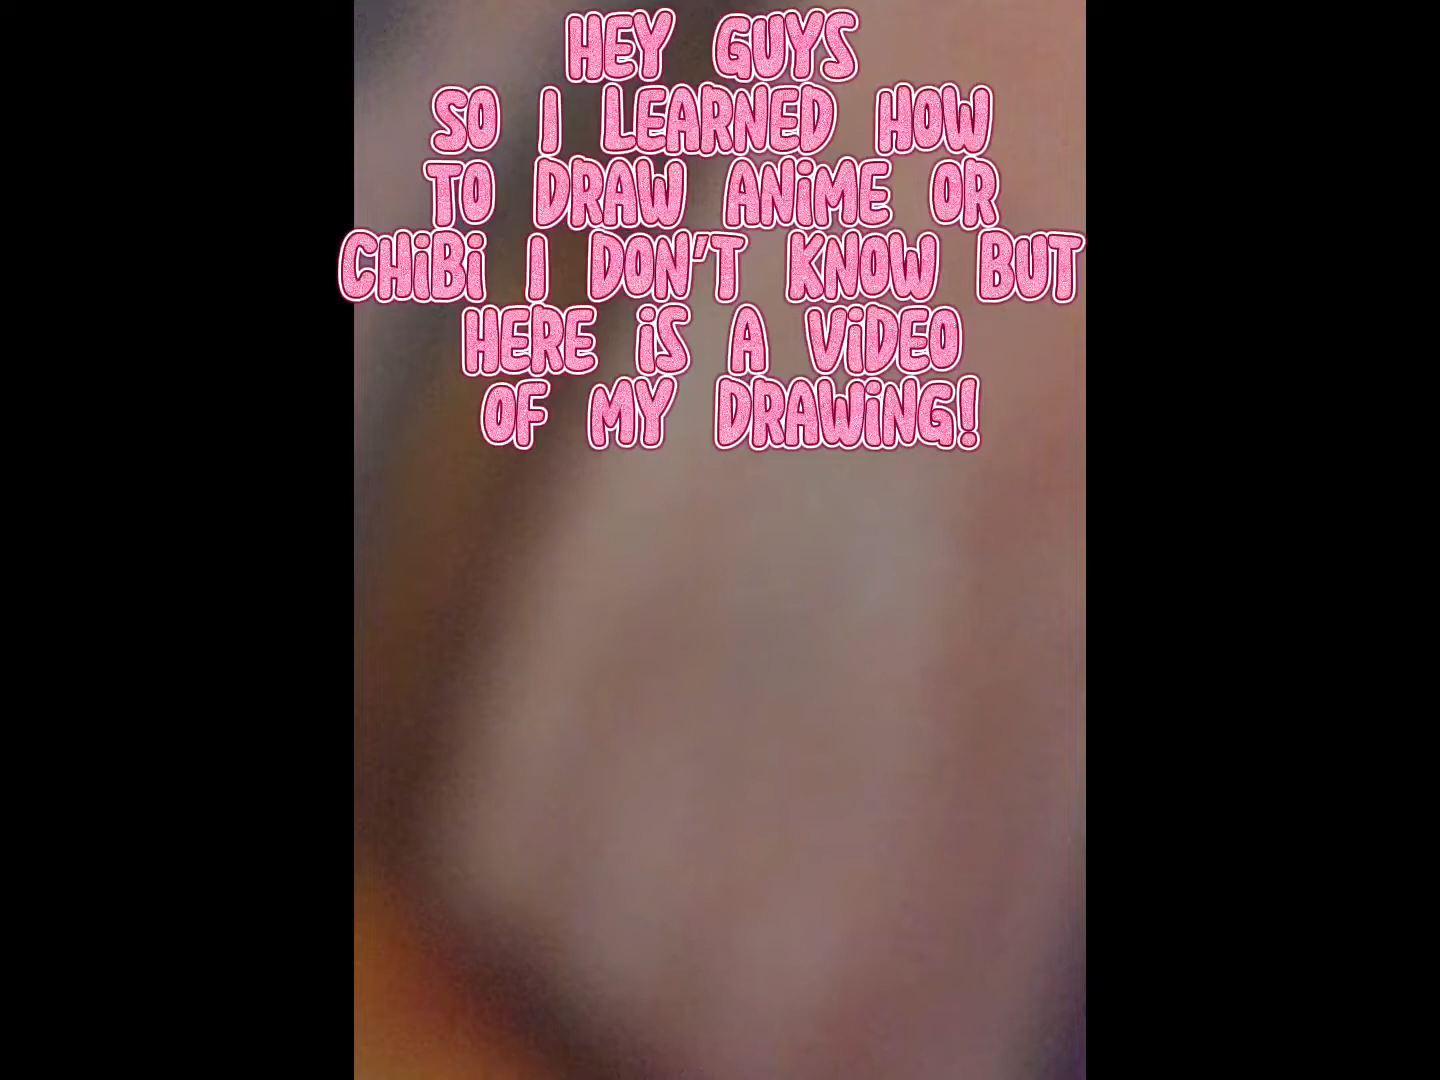 HEY GUYS
SO I LEARNED HOW
TO DRAW ANiME OR
CHiBi I DON'T KNOW BUT
HERE iS A ViDEO
OF MY DRAWiNG!